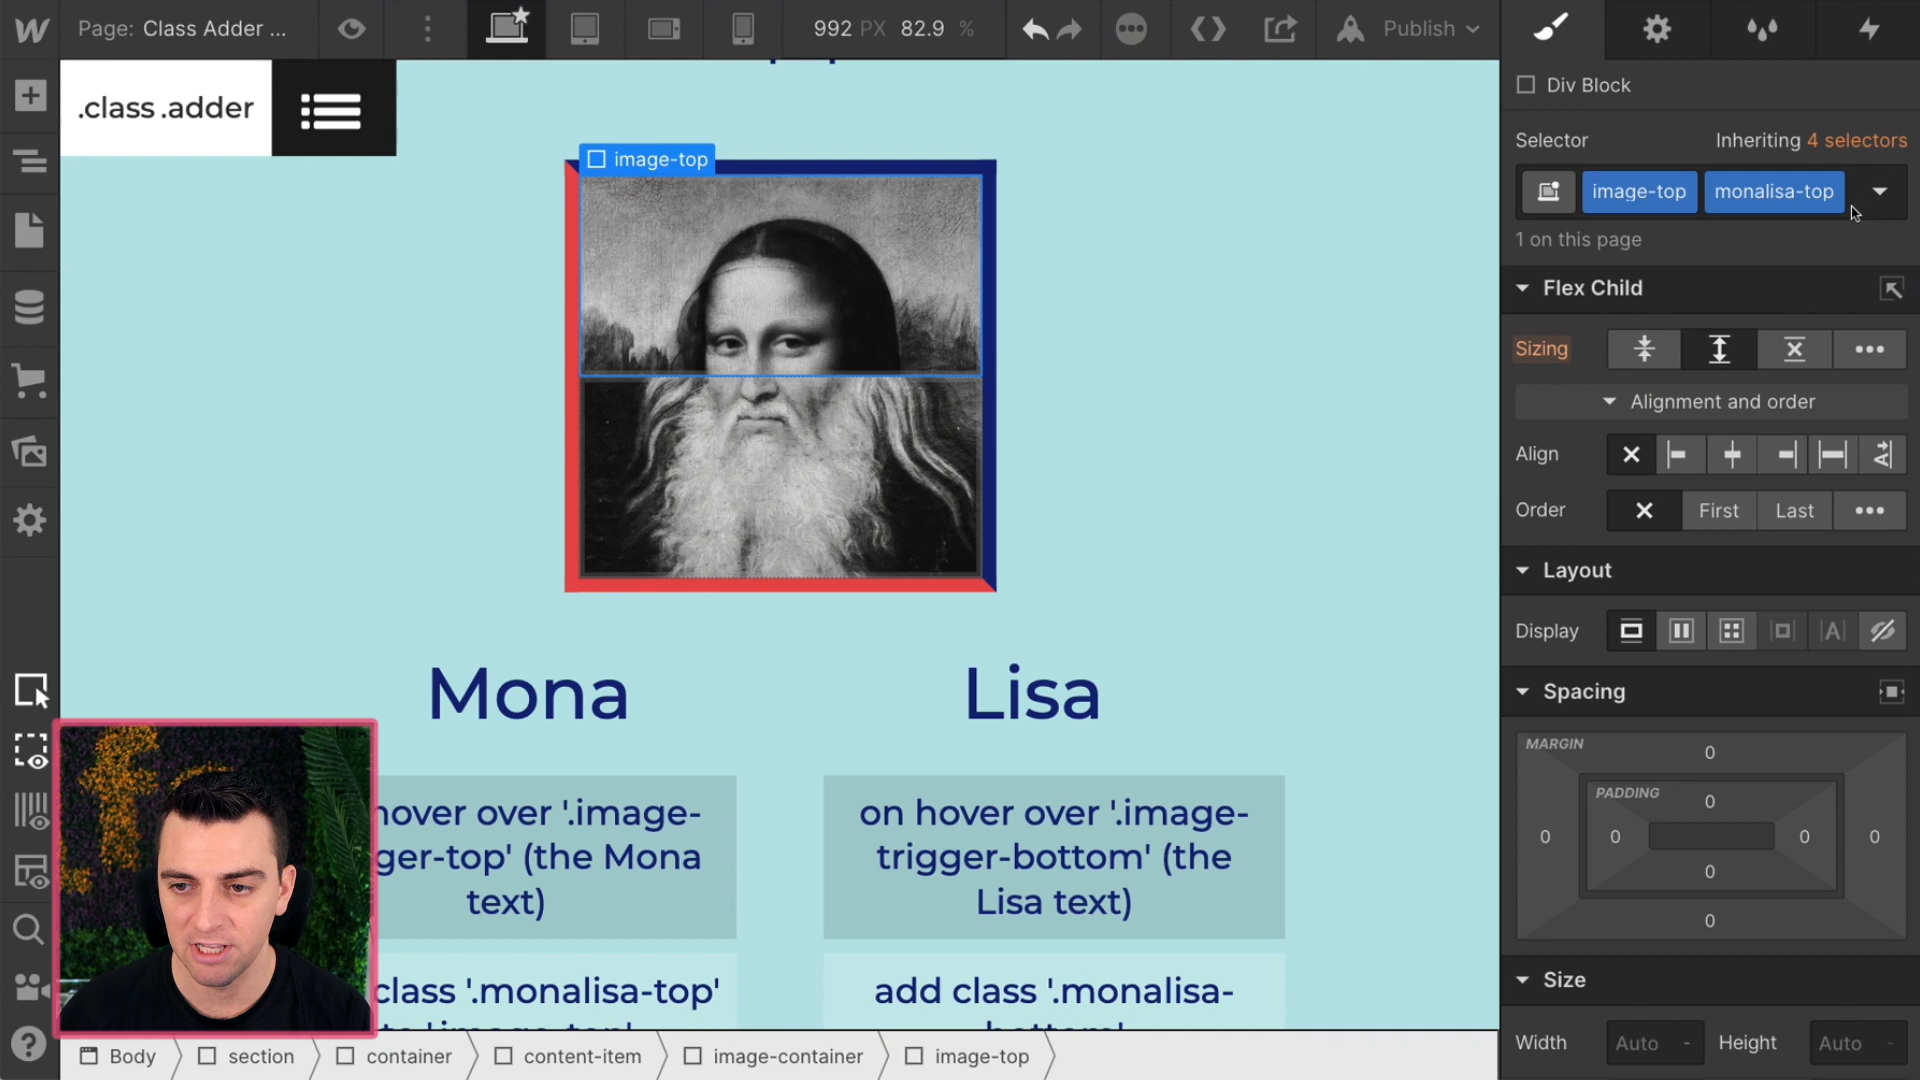 Page: Class Adder ...
992 PX 82.9 %
Publish
.class .adder
image-top
Mona
Lisa
hover over '.image-
ger-top' (the Mona
text)
on hover over '.image-
trigger-bottom' (the
Lisa text)
class '.monalisa-top'
add class '.monalisa-
Body
section
container
content-item
image-container
image-top
Div Block
Selector
Inheriting 4 selectors
image-top
monalisa-top
1 on this page
Flex Child
Sizing
Alignment and order
Align
Order
First
Last
Layout
Display
Spacing
MARGIN
0
PADDING
0
0
0
0
0
0
0
Size
Width
Auto
-
Height
Auto
-